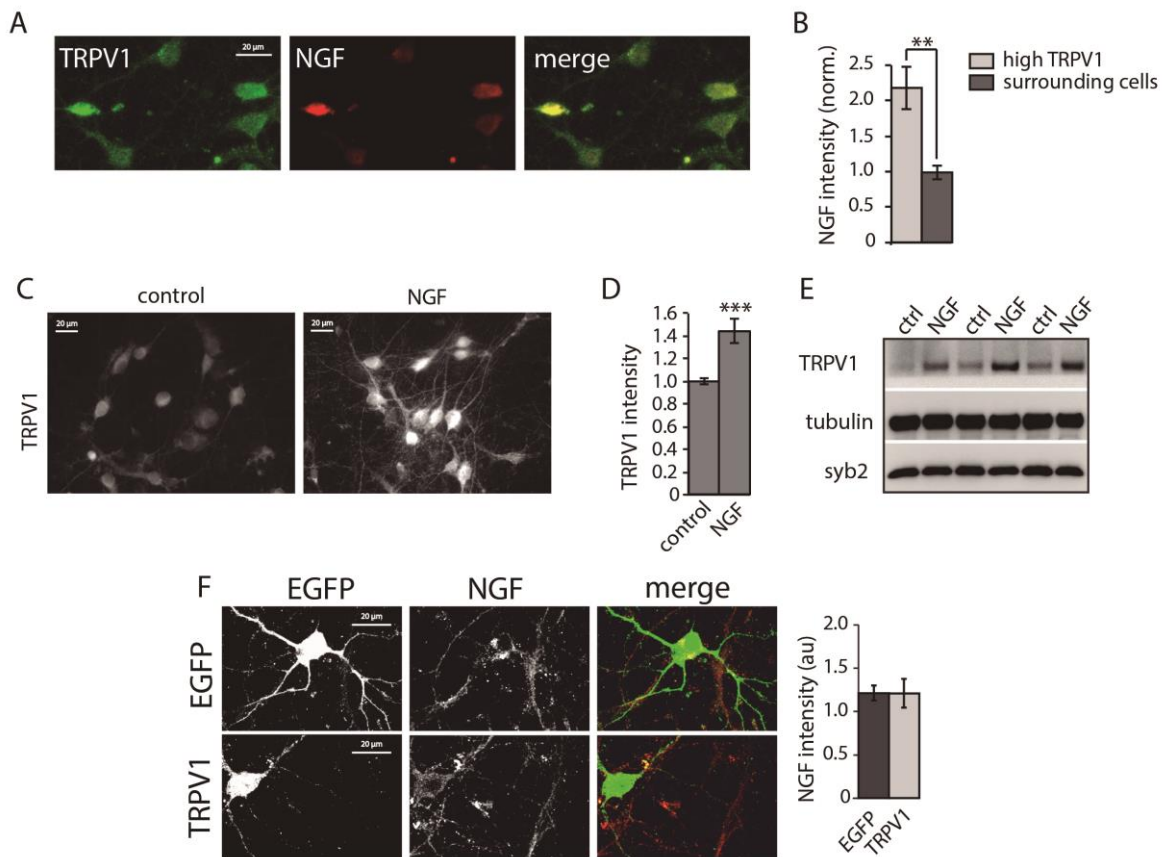 A
TRPV1
20 µm
NGF
merge
B
NGF intensity (norm.)
2.5
2.0
1.5
1.0
0.5
0
**
high TRPV1
surrounding cells
C
control
NGF
TRPV1
20 µm
20 µm
D
TRPV1 intensity
1.6
1.4
1.2
1.0
0.8
0.6
0.4
0.2
0
***
control
NGF
E
ctrl NGF ctrl NGF ctrl NGF
TRPV1
tubulin
syb2
F
EGFP
NGF
merge
EGFP
20 µm
TRPV1
20 µm
NGF intensity (au)
2.0
1.5
1.0
0.5
0
EGFP
TRPV1